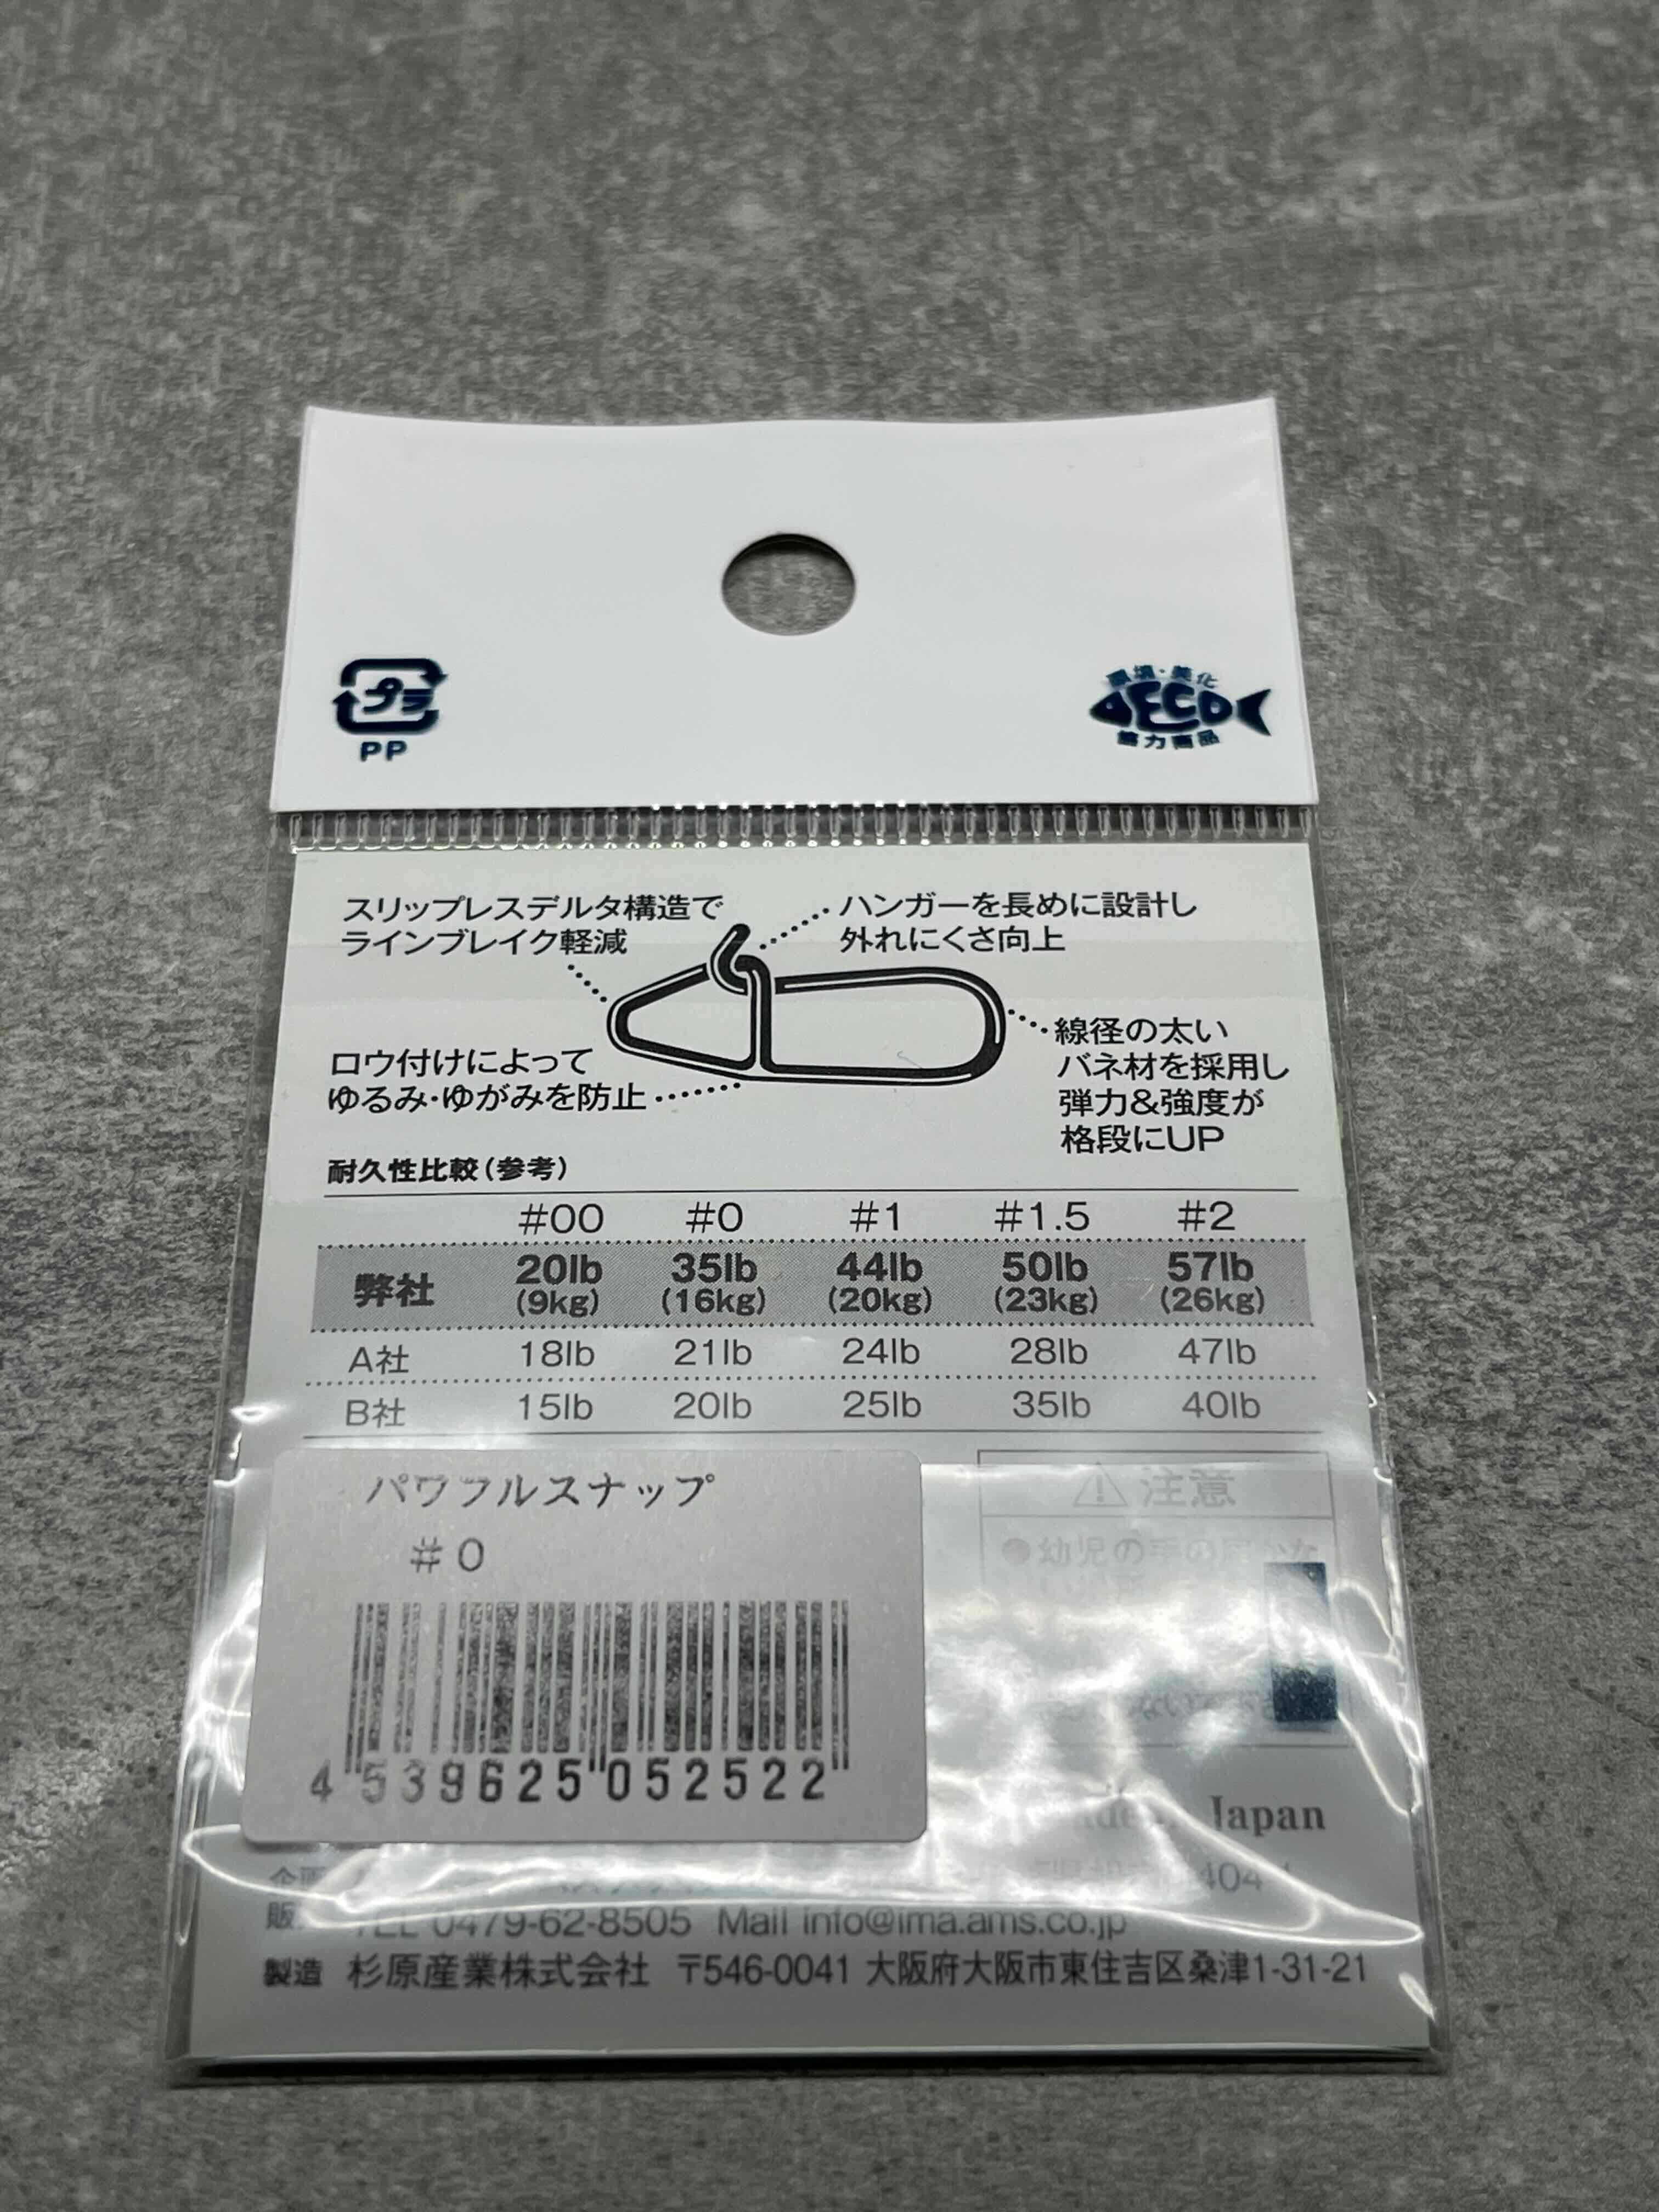 プラ
PP
環境・美化
ECO
協力商品
スリップレスデルタ構造で
ラインブレイク軽減
ハンガーを長めに設計し
外れにくさ向上
線径の太い
バネ材を採用し
弾力&強度が
格段にUP
ロウ付けによって
ゆるみ・ゆがみを防止
耐久性比較(参考)
#00 #0 #1 #1.5 #2
弊社 20lb (9kg) 35lb (16kg) 44lb (20kg) 50lb (23kg) 57lb (26kg)
A社 18lb 21lb 24lb 28lb 47lb
B社 15lb 20lb 25lb 35lb 40lb
パワフルスナップ
#0
4 539625 052522
注意
●幼児の手の届かな
Japan
TEL 0479-62-8505 Mail info@ima.ams.co.jp
製造 杉原産業株式会社 〒546-0041 大阪府大阪市東住吉区桑津1-31-21